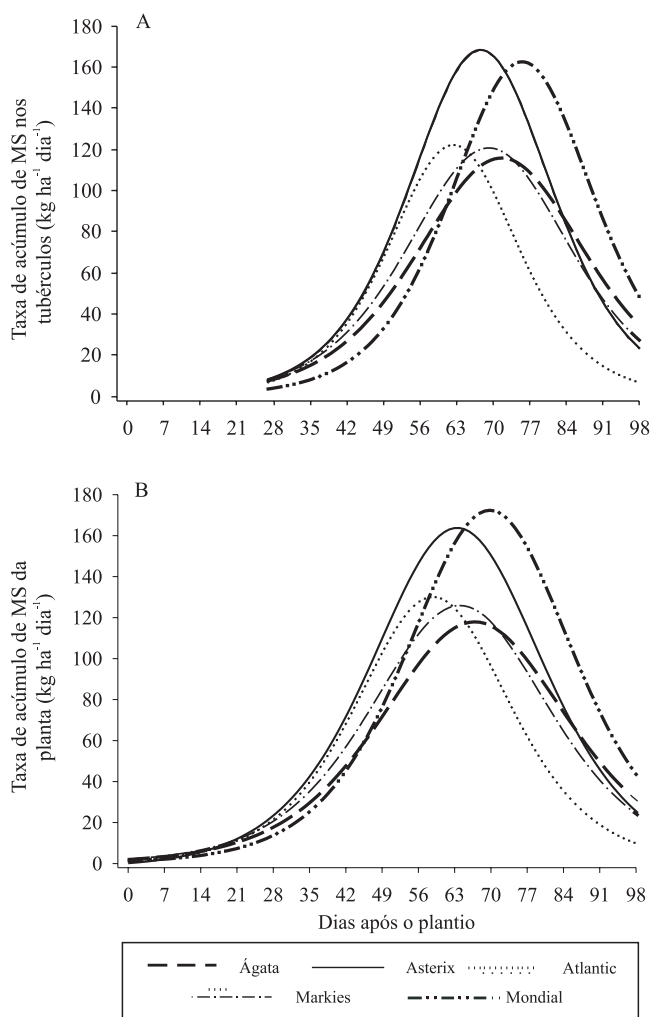 A
Taxa de acúmulo de MS nos
tubérculos (kg ha⁻¹ dia⁻¹)
180
160
140
120
100
80
60
40
20
0
0 7 14 21 28 35 42 49 56 63 70 77 84 91 98
B
Taxa de acúmulo de MS da
planta (kg ha⁻¹ dia⁻¹)
180
160
140
120
100
80
60
40
20
0
0 7 14 21 28 35 42 49 56 63 70 77 84 91 98
Dias após o plantio
Ágata Asterix Atlantic
Markies Mondial